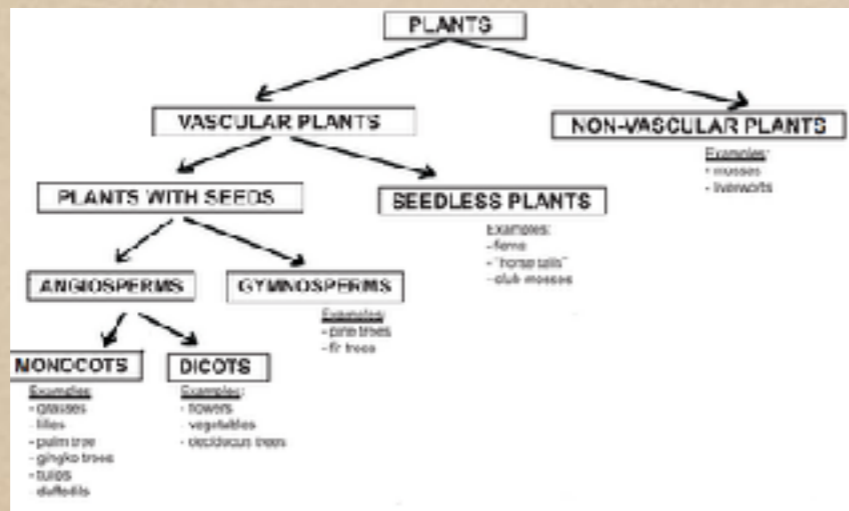 PLANTS
VASCULAR PLANTS
NON-VASCULAR PLANTS
Examples:
- mosses
- liverworts
PLANTS WITH SEEDS
SEEDLESS PLANTS
Examples:
- ferns
- "horse tails"
- club mosses
ANGIOSPERMS
GYMNOSPERMS
Examples:
- pine trees
- fir trees
MONOCOTS
Examples:
- grasses
- lilies
- palm tree
- gingko trees
- tulips
- daffodils
DICOTS
Examples:
- flowers
- vegetables
- deciduous trees